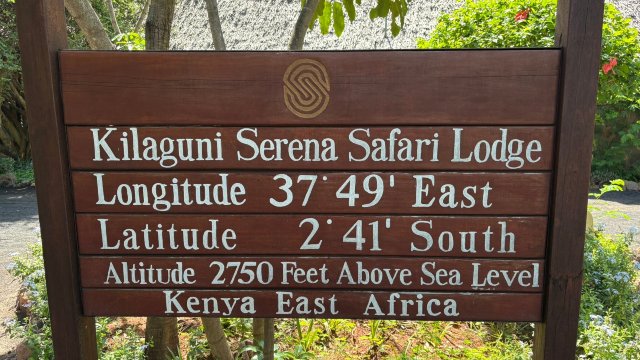 Kilaguni Serena Safari Lodge
Longitude 37°49' East
Latitude 2°41' South
Altitude 2750 Feet Above Sea Level
Kenya East Africa